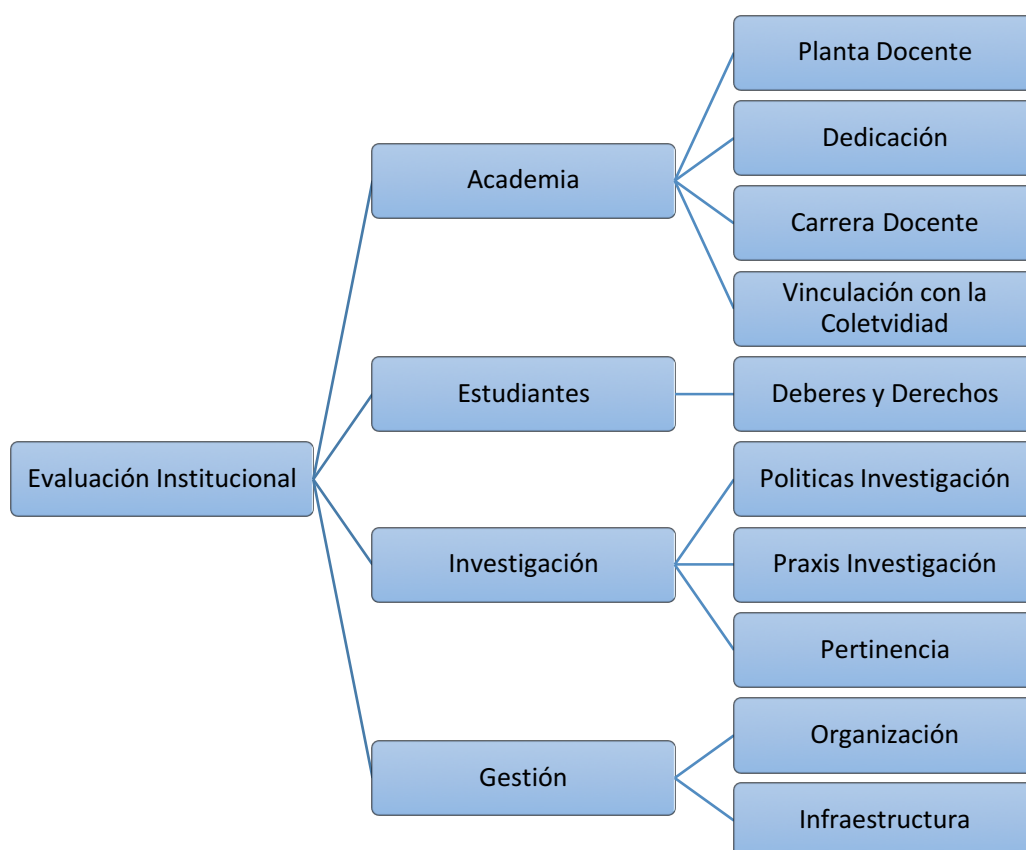 Planta Docente
Dedicación
Academia
Carrera Docente
Vinculación con la
Coletvidiad
Estudiantes
Deberes y Derechos
Evaluación Institucional
Politicas Investigación
Investigación
Praxis Investigación
Pertinencia
Organización
Gestión
Infraestructura